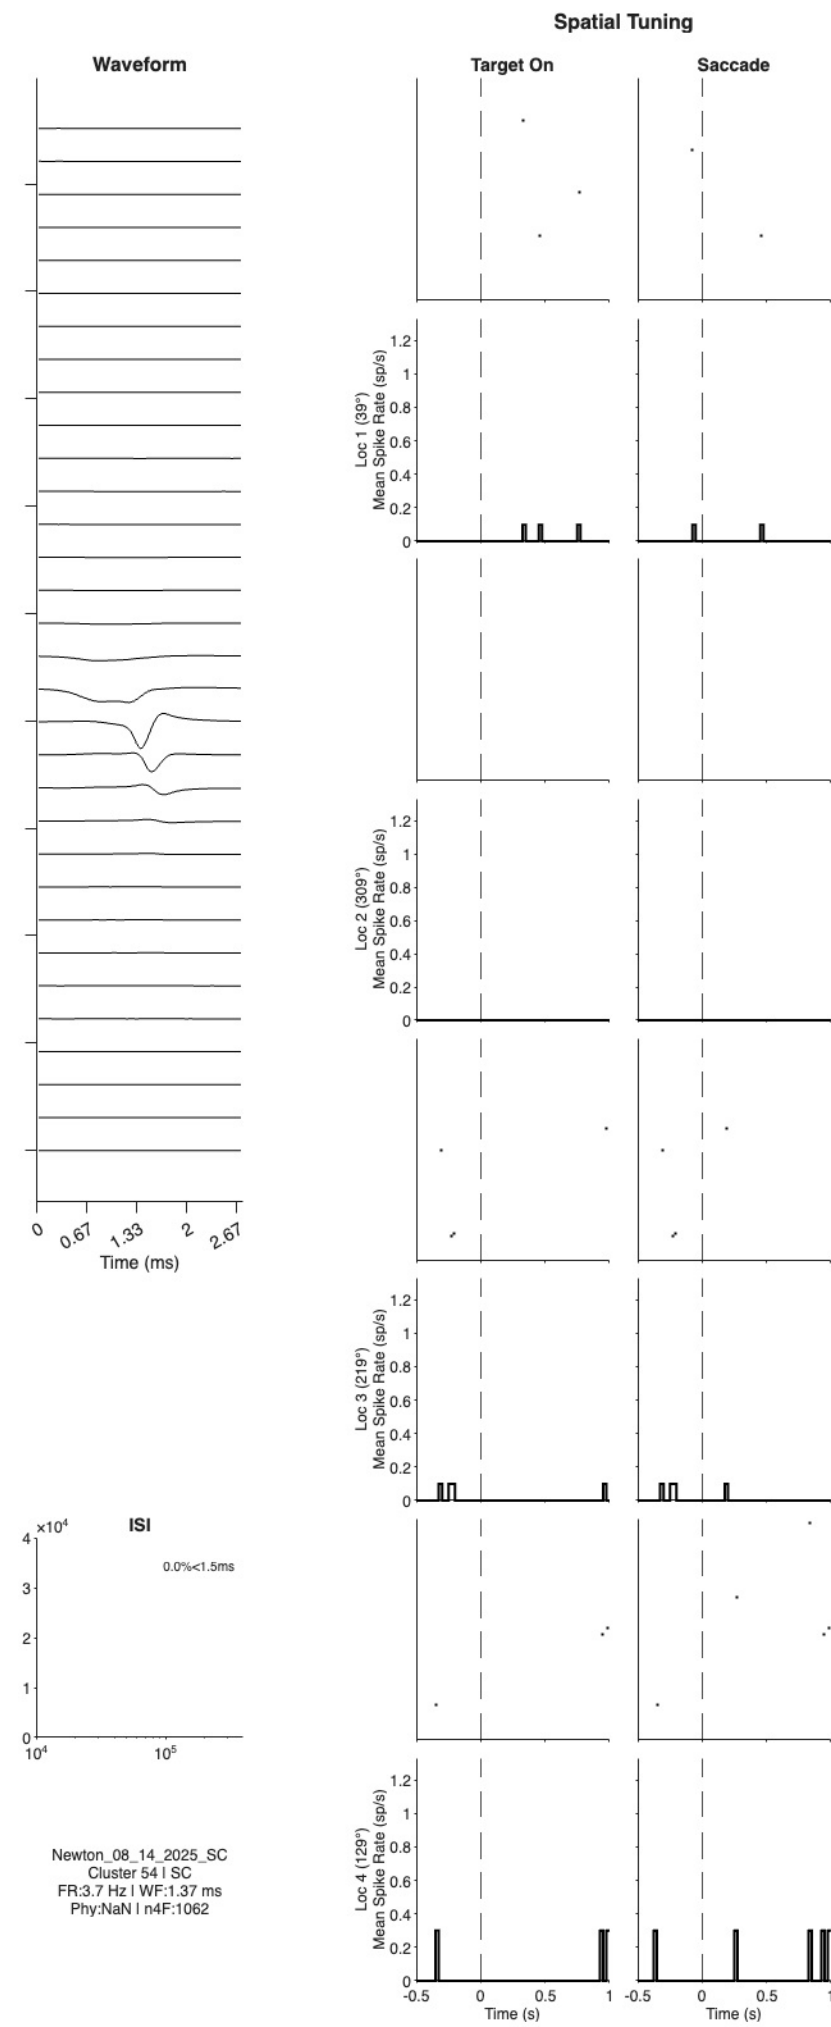 Spatial Tuning
Waveform
Target On
Saccade
1.2
1
0.8
0.6
0.4
0.2
0
Loc 1 (39°)
Mean Spike Rate (sp/s)
1.2
1
0.8
0.6
0.4
0.2
0
Loc 2 (309°)
Mean Spike Rate (sp/s)
0
0.67
1.33
2
2.67
Time (ms)
1.2
1
0.8
0.6
0.4
0.2
0
Loc 3 (219°)
Mean Spike Rate (sp/s)
ISI
×10⁴
4
3
2
1
0
10⁴
10⁵
0.0%<1.5ms
Newton_08_14_2025_SC
Cluster 54 | SC
FR:3.7 Hz | WF:1.37 ms
Phy:NaN | n4F:1062
1.2
1
0.8
0.6
0.4
0.2
0
Loc 4 (129°)
Mean Spike Rate (sp/s)
-0.5
0
0.5
1
Time (s)
-0.5
0
0.5
1
Time (s)